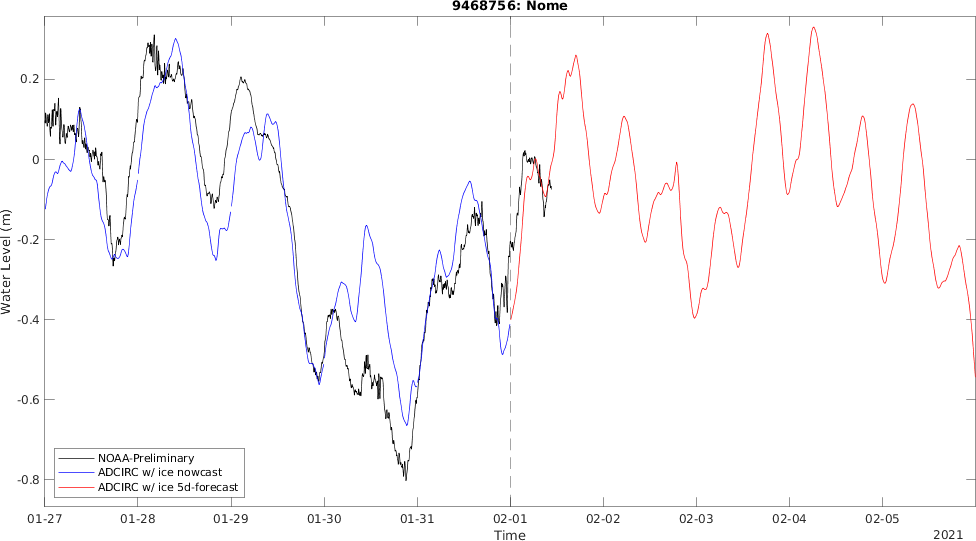 9468756: Nome
Water Level (m)
0.2
0
-0.2
-0.4
-0.6
-0.8
NOAA-Preliminary
ADCIRC w/ ice nowcast
ADCIRC w/ ice 5d-forecast
01-27
01-28
01-29
01-30
01-31
02-01
02-02
02-03
02-04
02-05
Time
2021